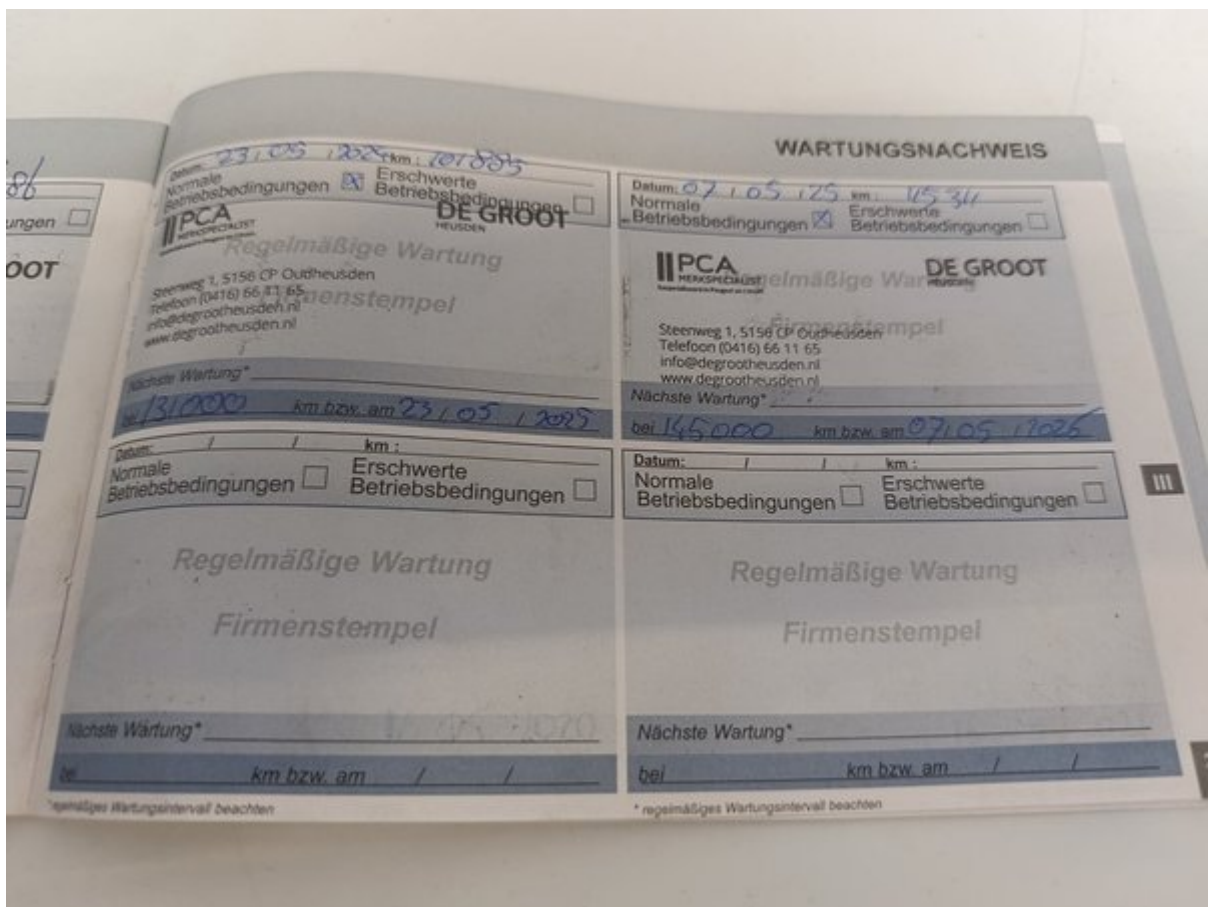 WARTUNGSNACHWEIS
86
ungen
OOT
Datum: 23 / 05 / 2024 km: 101885
Normale Betriebsbedingungen ☒ Erschwerte Betriebsbedingungen ☐
PCA DE GROOT
MERKSPECIALIST HEUSDEN
Regelmäßige Wartung
Firmenstempel
Steenweg 1, 5156 CP Oudheusden
Telefoon (0416) 66 11 65
info@degrootheusden.nl
www.degrootheusden.nl
Nächste Wartung*
bei 131000 km bzw. am 23 / 05 / 2025
Datum: 07 / 05 / 25 km:
Normale Betriebsbedingungen ☒ Erschwerte Betriebsbedingungen ☐
PCA DE GROOT
MERKSPECIALIST HEUSDEN
Regelmäßige Wartung
Firmenstempel
Steenweg 1, 5156 CP Oudheusden
Telefoon (0416) 66 11 65
info@degrootheusden.nl
www.degrootheusden.nl
Nächste Wartung*
bei 145000 km bzw. am 07 / 05 / 2026
Datum: / / km :
Normale Betriebsbedingungen ☐ Erschwerte Betriebsbedingungen ☐
Regelmäßige Wartung
Firmenstempel
Nächste Wartung*
bei km bzw. am / /
* regelmäßiges Wartungsintervall beachten
Datum: / / km :
Normale Betriebsbedingungen ☐ Erschwerte Betriebsbedingungen ☐
Regelmäßige Wartung
Firmenstempel
Nächste Wartung*
bei km bzw. am / /
* regelmäßiges Wartungsintervall beachten
III